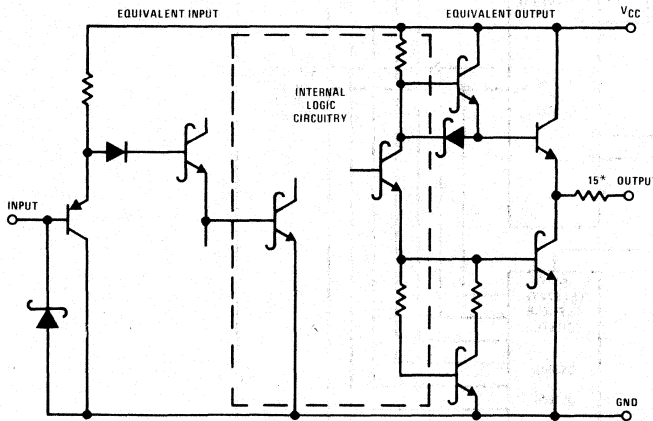 EQUIVALENT INPUT
EQUIVALENT OUTPUT
VCC
INTERNAL
LOGIC
CIRCUITRY
INPUT
15* OUTPUT
GND